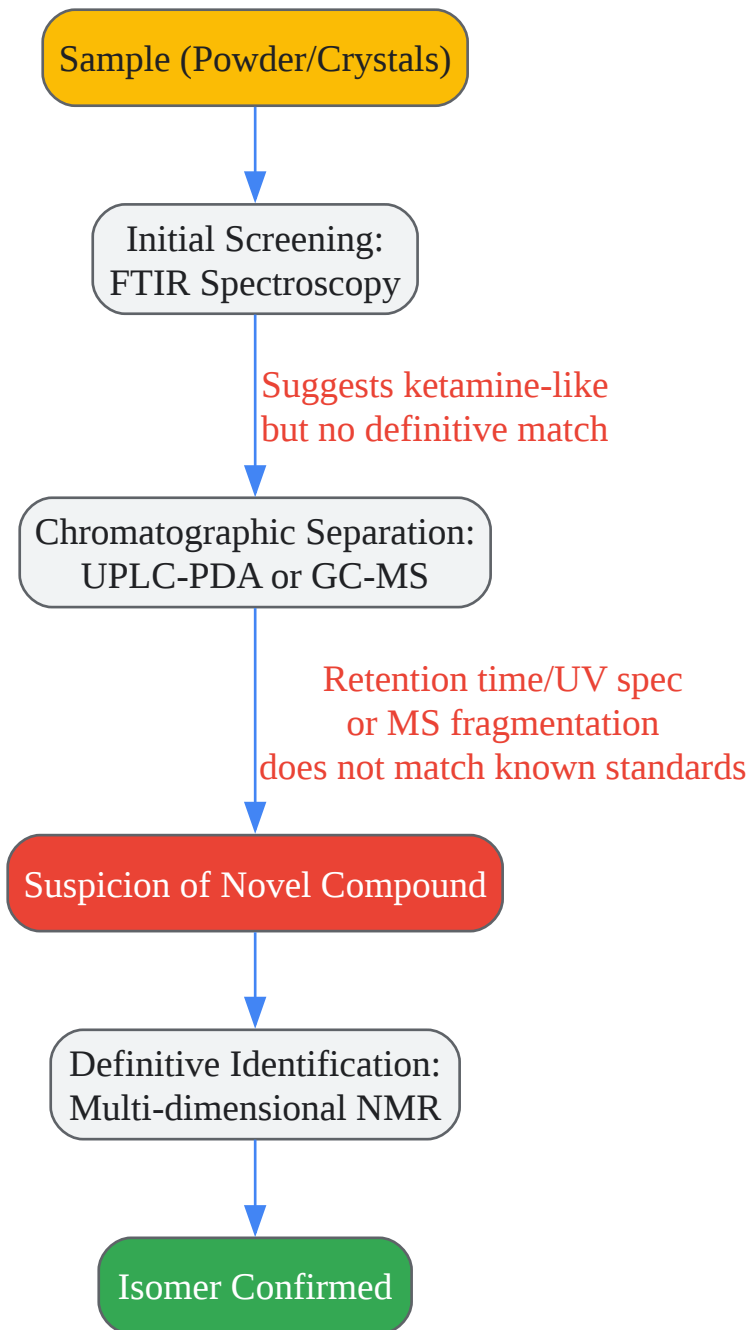 Sample (Powder/Crystals)
Initial Screening:
FTIR Spectroscopy
Suggests ketamine-like
but no definitive match
Chromatographic Separation:
UPLC-PDA or GC-MS
Retention time/UV spec
or MS fragmentation
does not match known standards
Suspicion of Novel Compound
Definitive Identification:
Multi-dimensional NMR
Isomer Confirmed